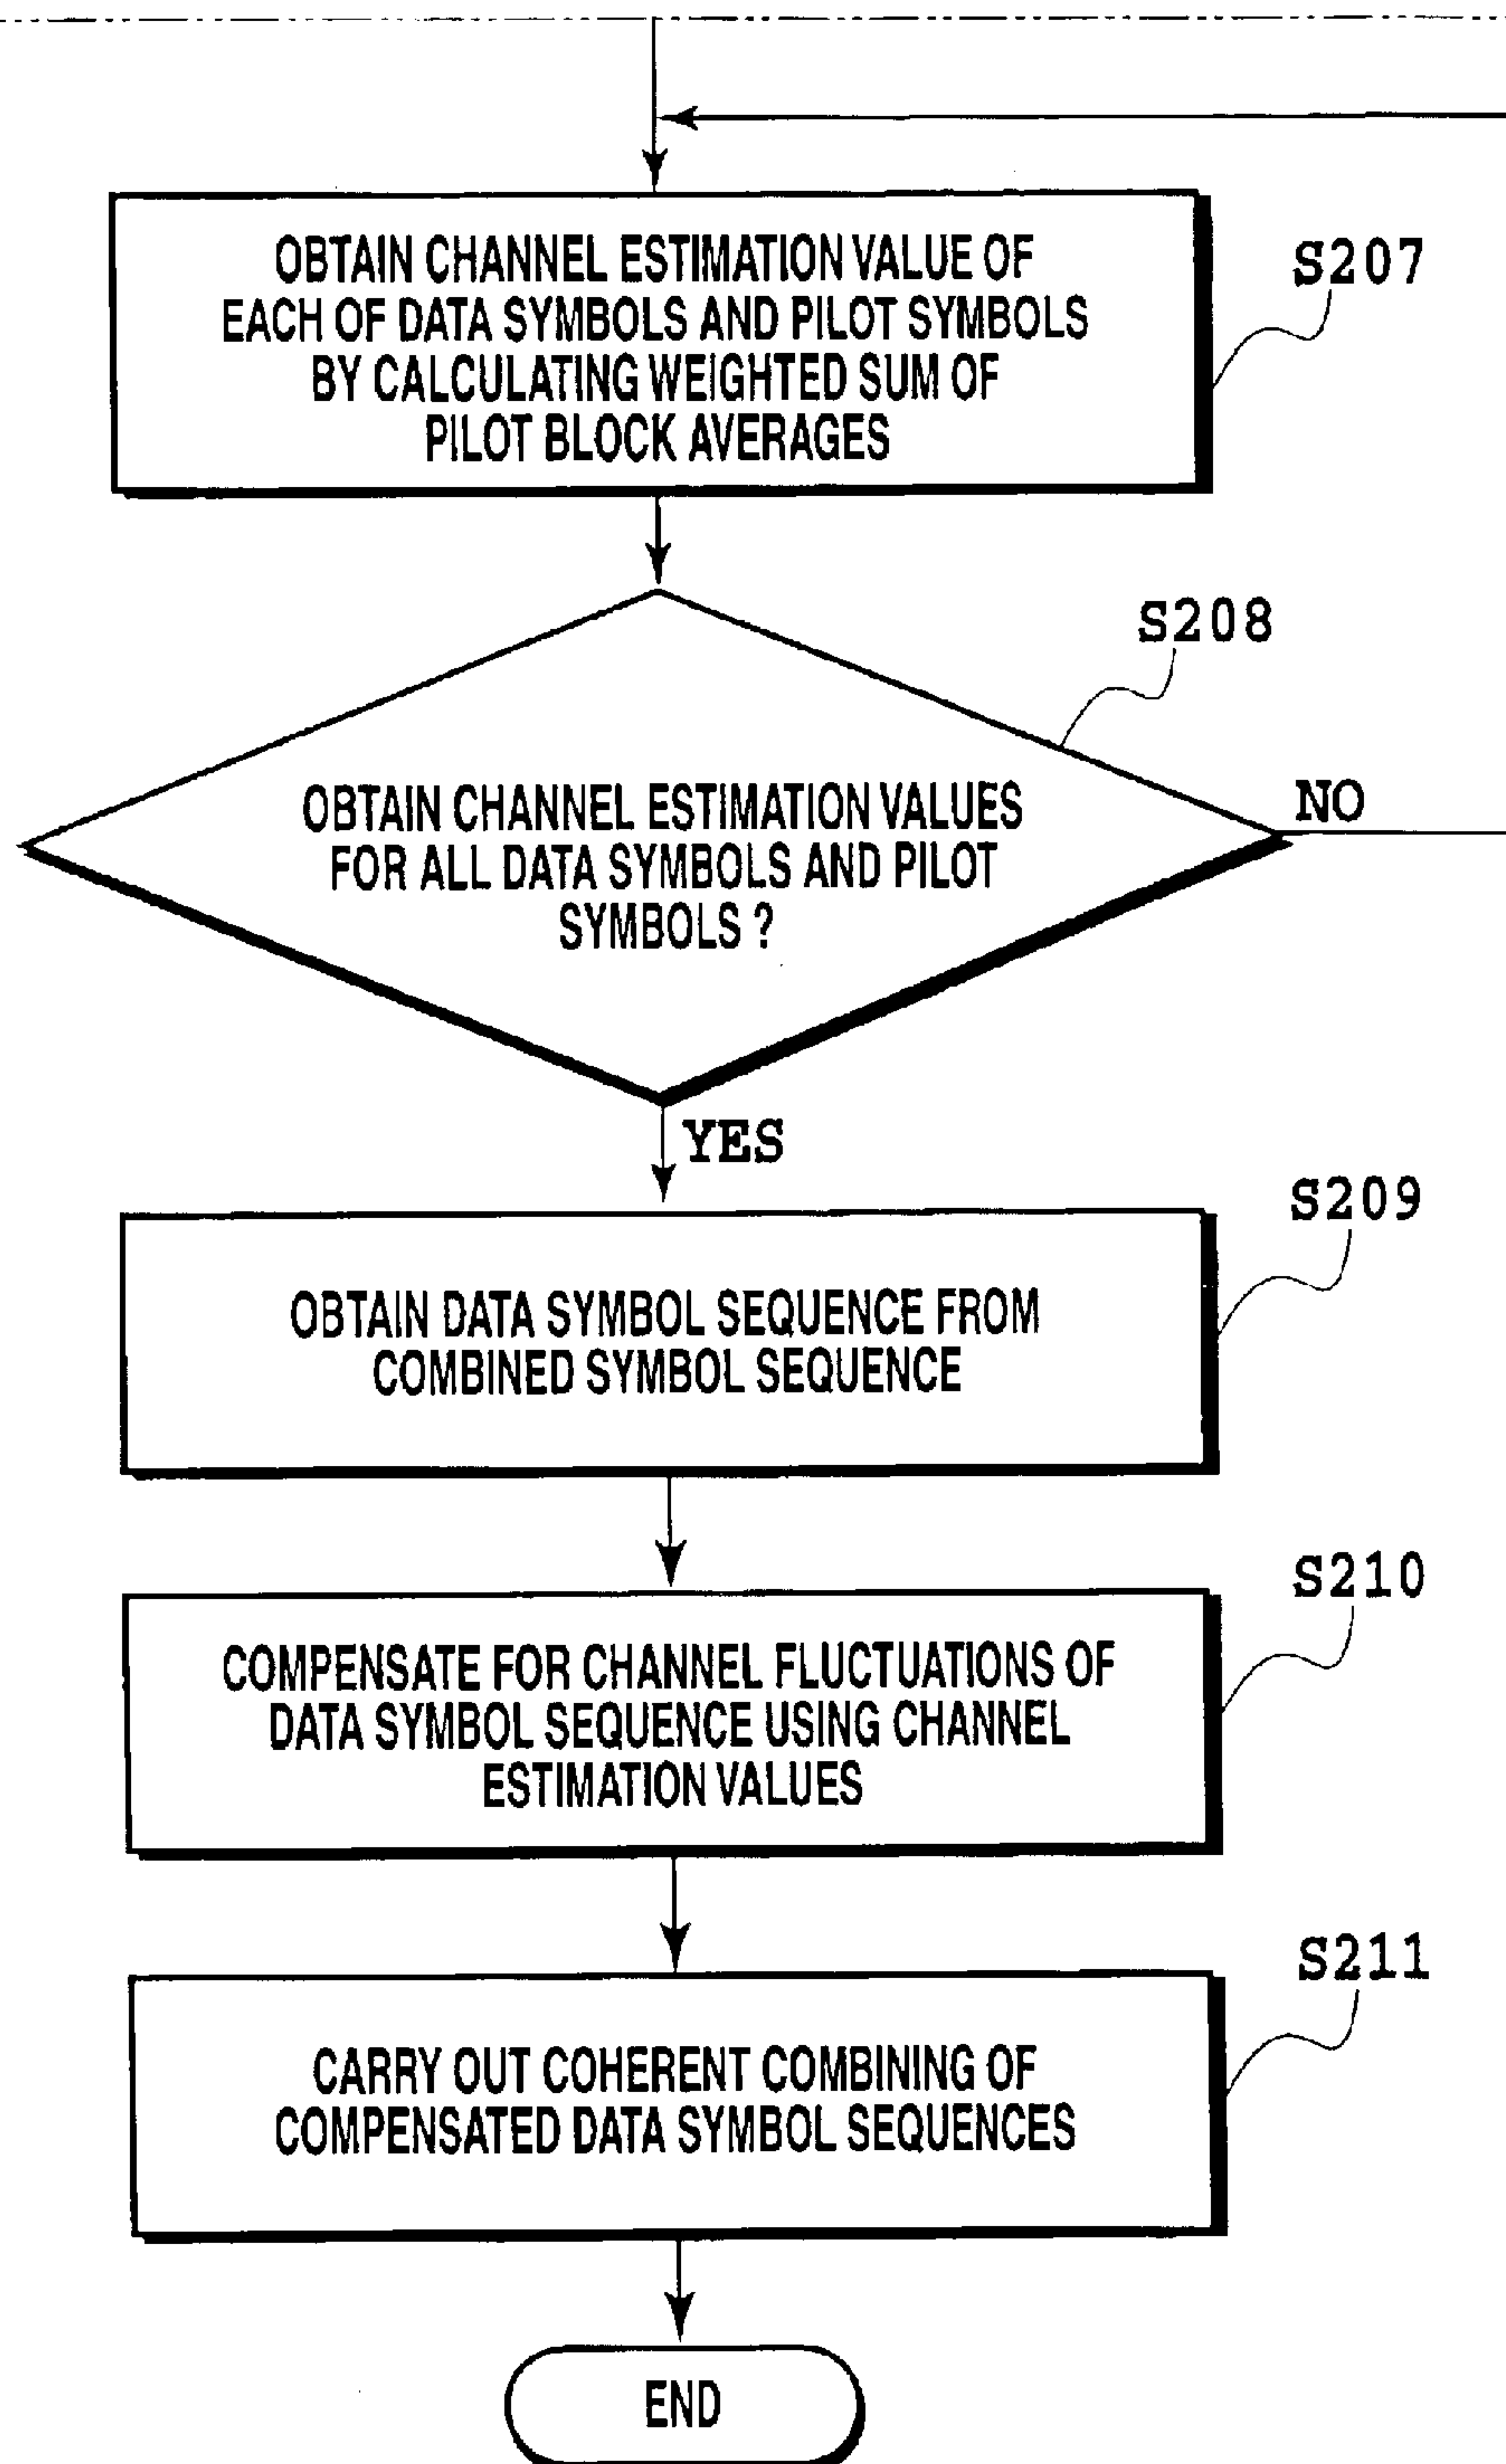 OBTAIN CHANNEL ESTIMATION VALUE OF
EACH OF DATA SYMBOLS AND PILOT SYMBOLS
BY CALCULATING WEIGHTED SUM OF
PILOT BLOCK AVERAGES
S207
S208
OBTAIN CHANNEL ESTIMATION VALUES
FOR ALL DATA SYMBOLS AND PILOT
SYMBOLS ?
NO
YES
S209
OBTAIN DATA SYMBOL SEQUENCE FROM
COMBINED SYMBOL SEQUENCE
S210
COMPENSATE FOR CHANNEL FLUCTUATIONS OF
DATA SYMBOL SEQUENCE USING CHANNEL
ESTIMATION VALUES
S211
CARRY OUT COHERENT COMBINING OF
COMPENSATED DATA SYMBOL SEQUENCES
END